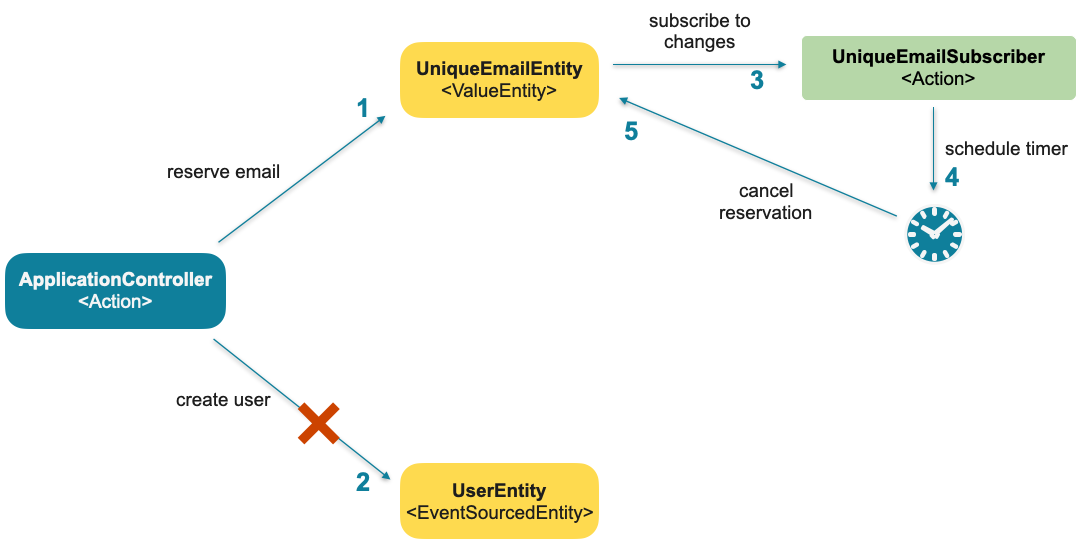 subscribe to
changes
UniqueEmailEntity
<ValueEntity>
3
UniqueEmailSubscriber
<Action>
1
5
reserve email
schedule timer
4
cancel
reservation
ApplicationController
<Action>
create user
2
UserEntity
<EventSourcedEntity>